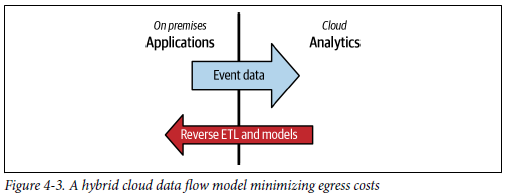 On premises
Applications
Cloud
Analytics
Event data
Reverse ETL and models
Figure 4-3. A hybrid cloud data flow model minimizing egress costs